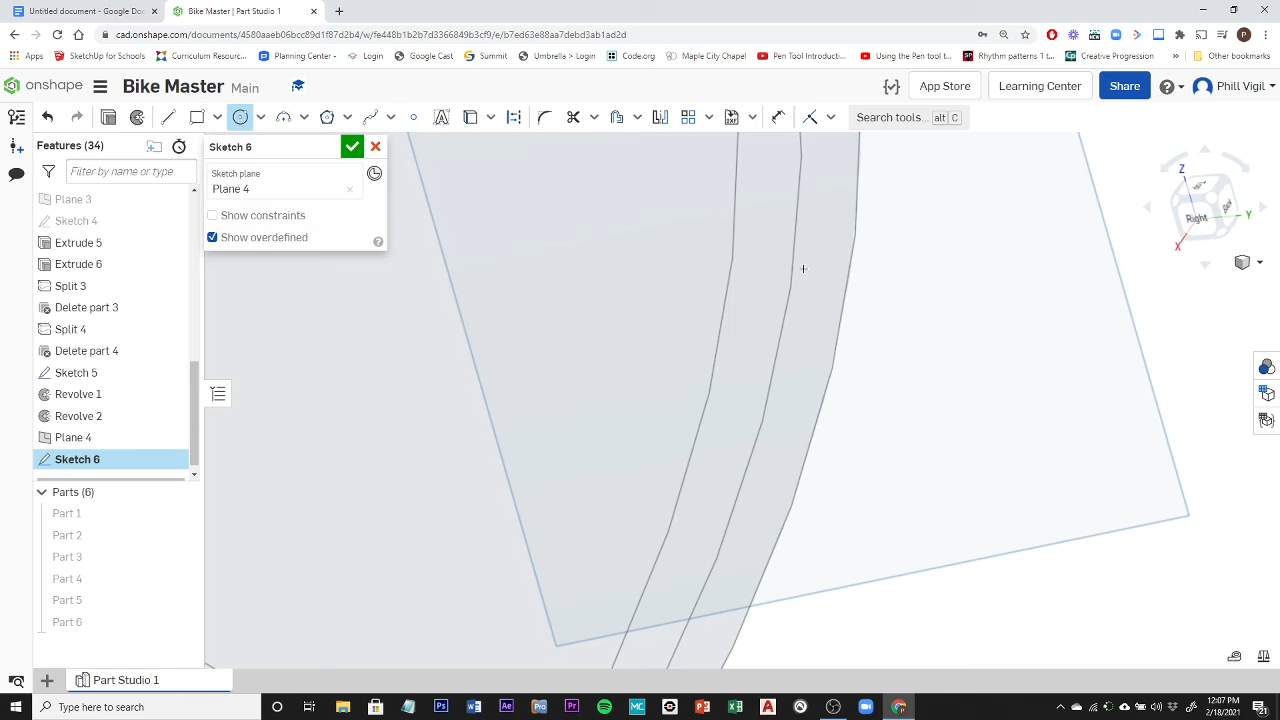 Untitled document - Google Doc
Bike Master | Part Studio 1
cad.onshape.com/documents/4580aaeb06bcc89d1f87d2b4/w/fe448b1b6b7d3366849b3cf9/e/b7ed63e8aa7debd3ab1ad2d
Apps
SketchUp for Schools
Curriculum Resourc...
Planning Center
Google Cast
Soundtrap
Umbrella > Login
Code.org
Maple City Chapel
Pen Tool Introductio...
Using the Pen tool i...
Rhythm patterns 1 t...
Creative Progression
Other bookmarks
onshape
Bike Master
Main
App Store
Learning Center
Share
Phill Vigil
Search tools...
alt
C
Features (34)
Filter by name or type
Plane 3
Sketch 4
Extrude 5
Extrude 6
Split 3
Delete part 3
Split 4
Delete part 4
Sketch 5
Revolve 1
Revolve 2
Plane 4
Sketch 6
Parts (6)
Part 1
Part 2
Part 3
Part 4
Part 5
Part 6
Sketch 6
Sketch plane
Plane 4
Show constraints
Show overdefined
Z
Right
Back
Y
X
Part Studio 1
Type here to search
12:07 PM
2/18/2021